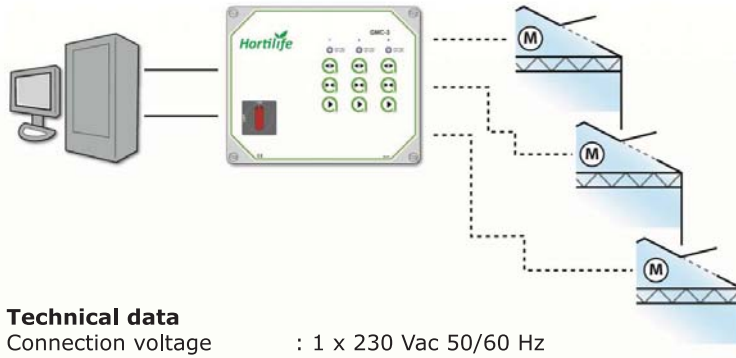 Hortilife
GMC-3
M
M
M
Technical data
Connection voltage : 1 x 230 Vac 50/60 Hz